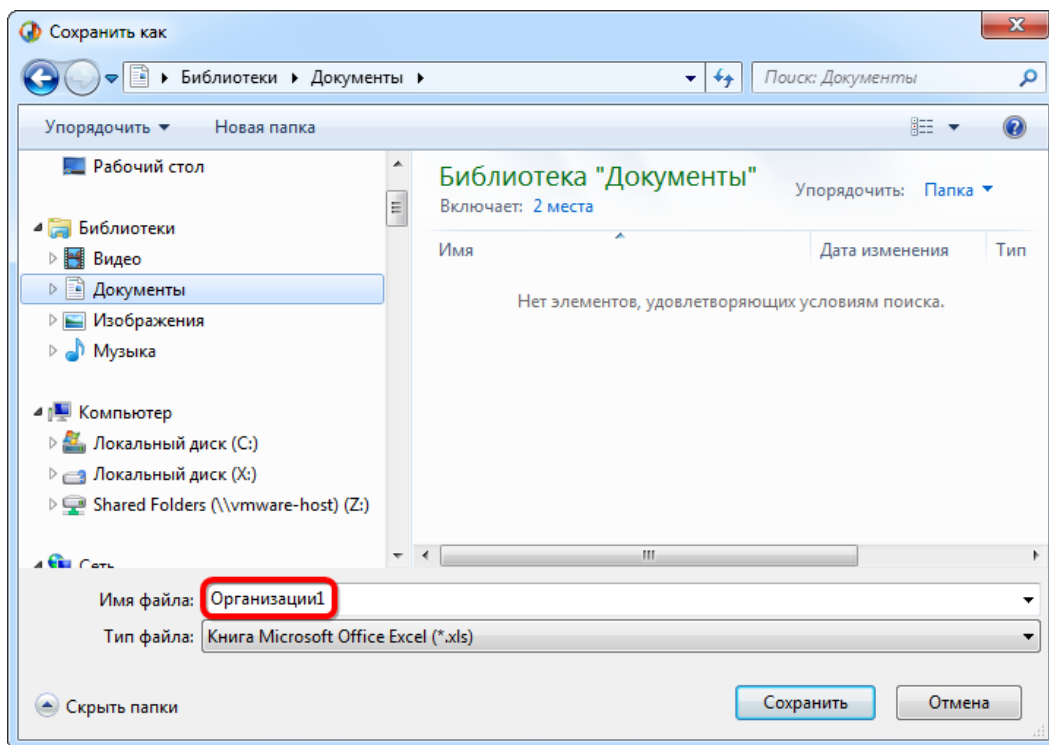 Сохранить как
Библиотеки Документы
Поиск: Документы
Упорядочить Новая папка
Рабочий стол
Библиотеки
Видео
Документы
Изображения
Музыка
Компьютер
Локальный диск (C:)
Локальный диск (X:)
Shared Folders (\\vmware-host) (Z:)
Сеть
Библиотека "Документы"
Включает: 2 места
Упорядочить: Папка
Имя Дата изменения Тип
Нет элементов, удовлетворяющих условиям поиска.
Имя файла: Организации1
Тип файла: Книга Microsoft Office Excel (*.xls)
Скрыть папки
Сохранить Отмена